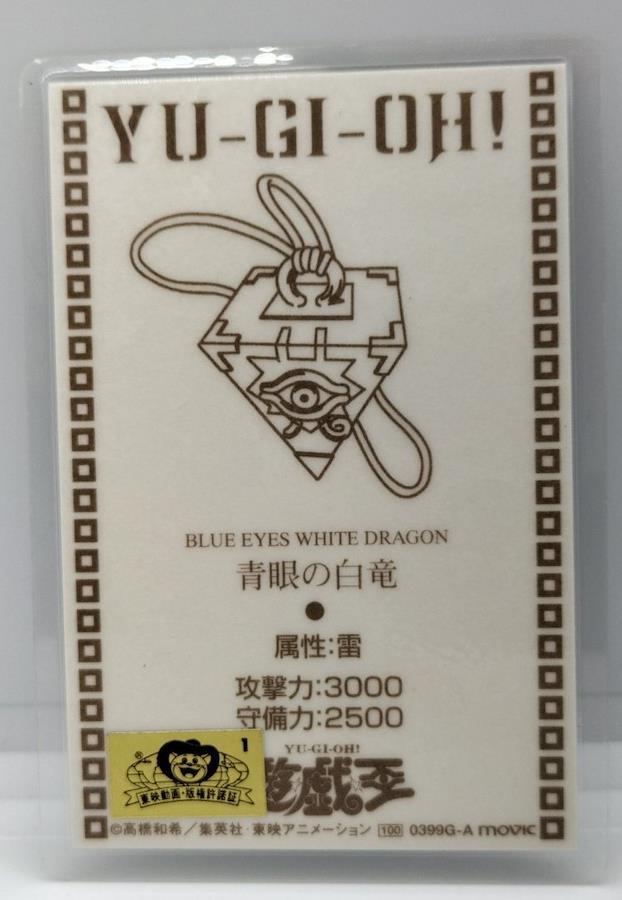 YU-GI-OH!
BLUE EYES WHITE DRAGON
青眼の白竜
●
属性:雷
攻撃力:3000
守備力:2500
YU-GI-OH!
遊戯王
® 1
東映動画・版権許諾証
©高橋和希／集英社・東映アニメーション 100 0399G-A movic